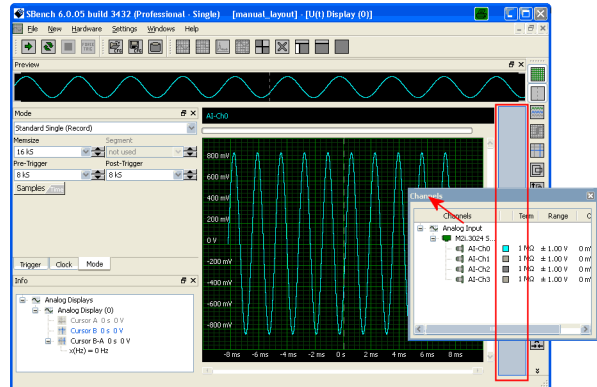 SBench 6.0.05 build 3432 (Professional - Single) [manual_layout] - [U(t) Display (0)]
File New Hardware Settings Windows Help
Preview
Mode
Standard Single (Record)
Memsize Segment
16 kS not used
Pre-Trigger Post-Trigger
8 kS 8 kS
Samples
Trigger Clock Mode
Info
Analog Displays
Analog Display (0)
Cursor A 0 s 0 V
Cursor B 0 s 0 V
Cursor B-A 0 s 0 V
x(Hz) = 0 Hz
AI-Ch0
800 mV
600 mV
400 mV
200 mV
0 V
-200 mV
-400 mV
-600 mV
-800 mV
-8 ms -6 ms -4 ms -2 ms 0 s 2 ms 4 ms 6 ms 8 ms
Channels
Channels Term Range
Analog Input
M2i.3024 S...
AI-Ch0 1 MΩ ± 1.00 V 0 m
AI-Ch1 1 MΩ ± 1.00 V 0 m
AI-Ch2 1 MΩ ± 1.00 V 0 m
AI-Ch3 1 MΩ ± 1.00 V 0 m